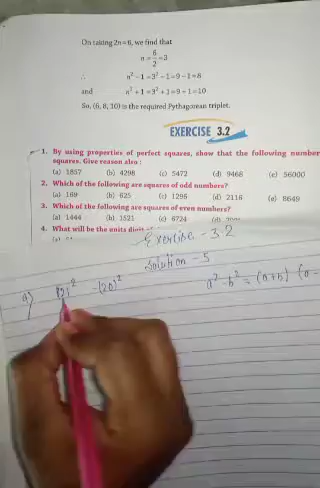 On taking 2n = 6, we find that
n = 6/2 = 3
∴ n² − 1 = 3² − 1 = 9 − 1 = 8
and n² + 1 = 3² + 1 = 9 + 1 = 10
So, (6, 8, 10) is the required Pythagorean triplet.
EXERCISE 3.2
1. By using properties of perfect squares, show that the following number
squares. Give reason also :
(a) 1857 (b) 4298 (c) 5472 (d) 9468 (e) 56000
2. Which of the following are squares of odd numbers?
(a) 169 (b) 625 (c) 1296 (d) 2116 (e) 8649
3. Which of the following are squares of even numbers?
(a) 1444 (b) 1521 (c) 6724 (d)
4. What will be the units digit
Exercise - 3.2
Solution - 5
a² - b² = (a+b) (a -
a) (21)² - (20)²